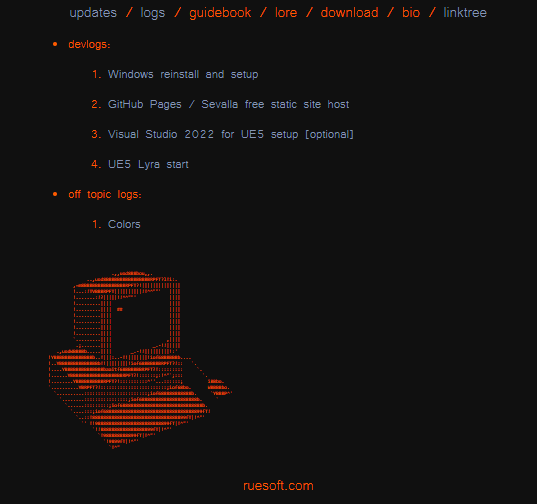 updates / logs / guidebook / lore / download / bio / linktree
• devlogs:
1. Windows reinstall and setup
2. GitHub Pages / Sevalla free static site host
3. Visual Studio 2022 for UE5 setup [optional]
4. UE5 Lyra start
• off topic logs:
1. Colors
ruesoft.com